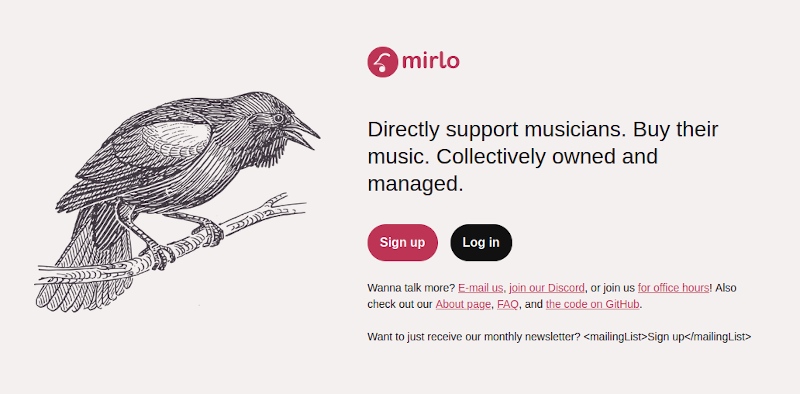 mirlo
Directly support musicians. Buy their
music. Collectively owned and
managed.
Sign up
Log in
Wanna talk more? E-mail us, join our Discord, or join us for office hours! Also
check out our About page, FAQ, and the code on GitHub.
Want to just receive our monthly newsletter? <mailingList>Sign up</mailingList>